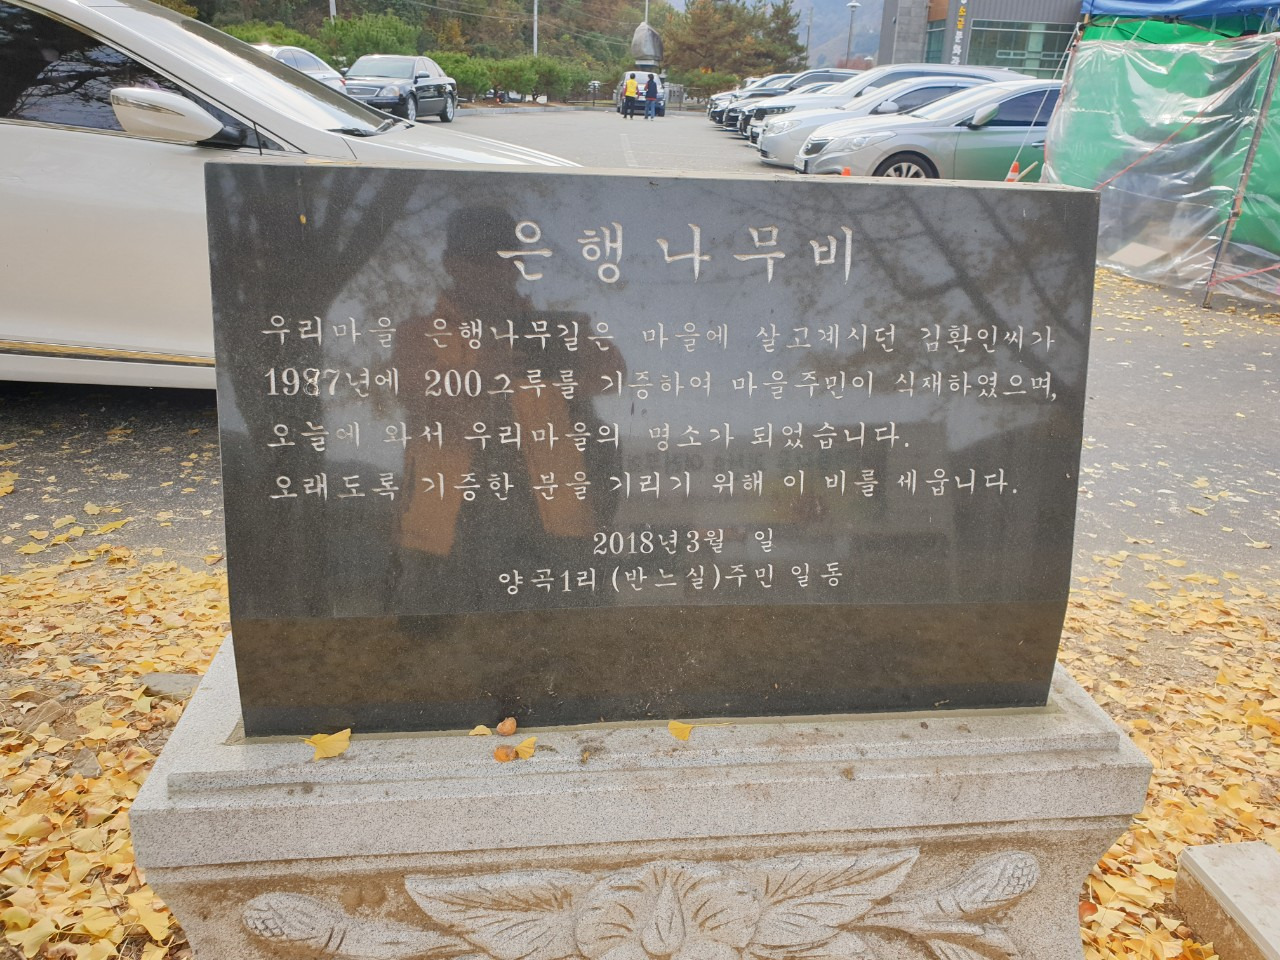 은행나무비
우리마을 은행나무길은 마을에 살고계시던 김환인씨가
1987년에 200그루를 기증하여 마을주민이 식재하였으며,
오늘에 와서 우리마을의 명소가 되었습니다.
오래도록 기증한 분을 기리기 위해 이 비를 세웁니다.
2018년3월 일
양곡1리 (반느실)주민 일동